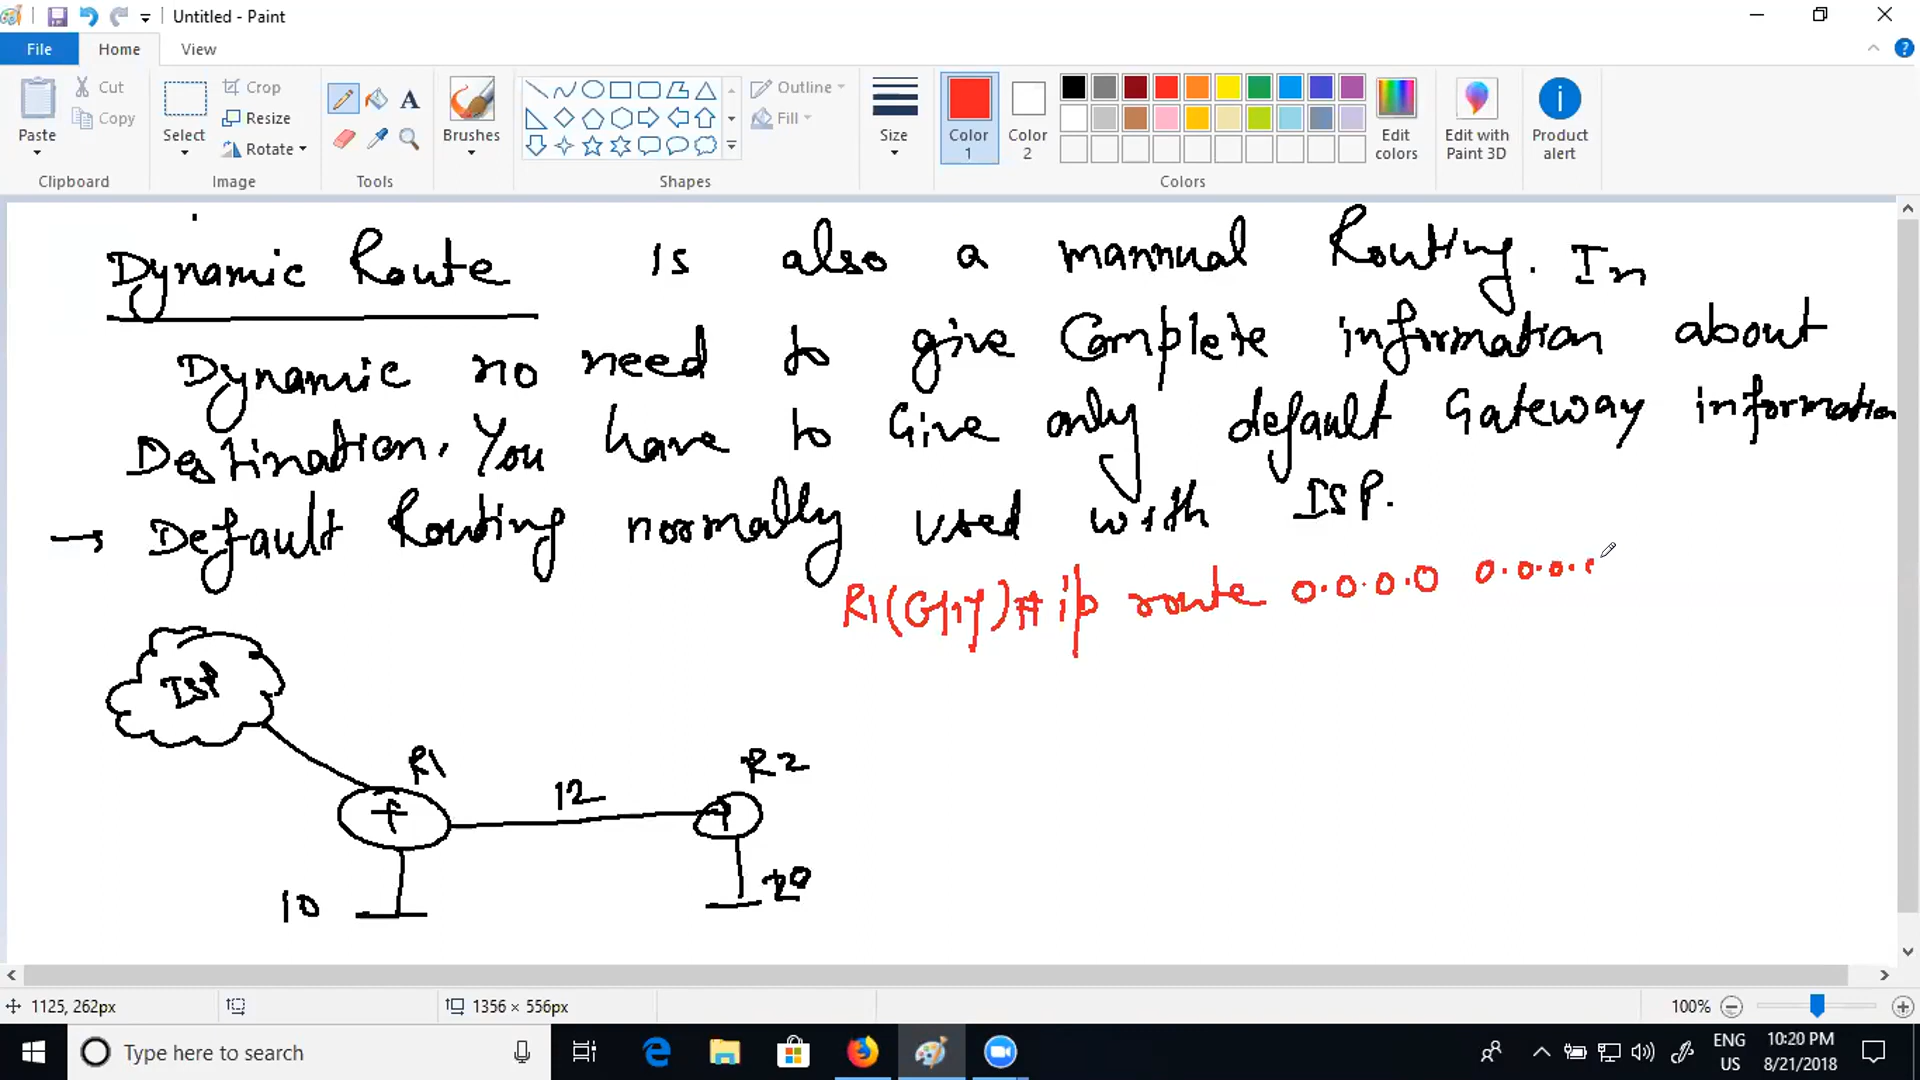 Untitled - Paint
File Home View
Paste Cut Copy Clipboard
Select Crop Resize Rotate Image
Tools
Brushes
Shapes
Outline Fill
Size
Color 1 Color 2
Edit colors
Edit with Paint 3D
Product alert
Colors
Dynamic Route is also a mannual Routing. In
Dynamic no need to give Complete information about
Destination. You have to Give only default Gateway information
→ Default Routing normally used with ISP.
R1( )# ip route 0.0.0.0 0.0.0.
ISP
R1 12 R2
10 20
1125, 262px 1356 × 556px 100%
Type here to search
ENG US
10:20 PM
8/21/2018